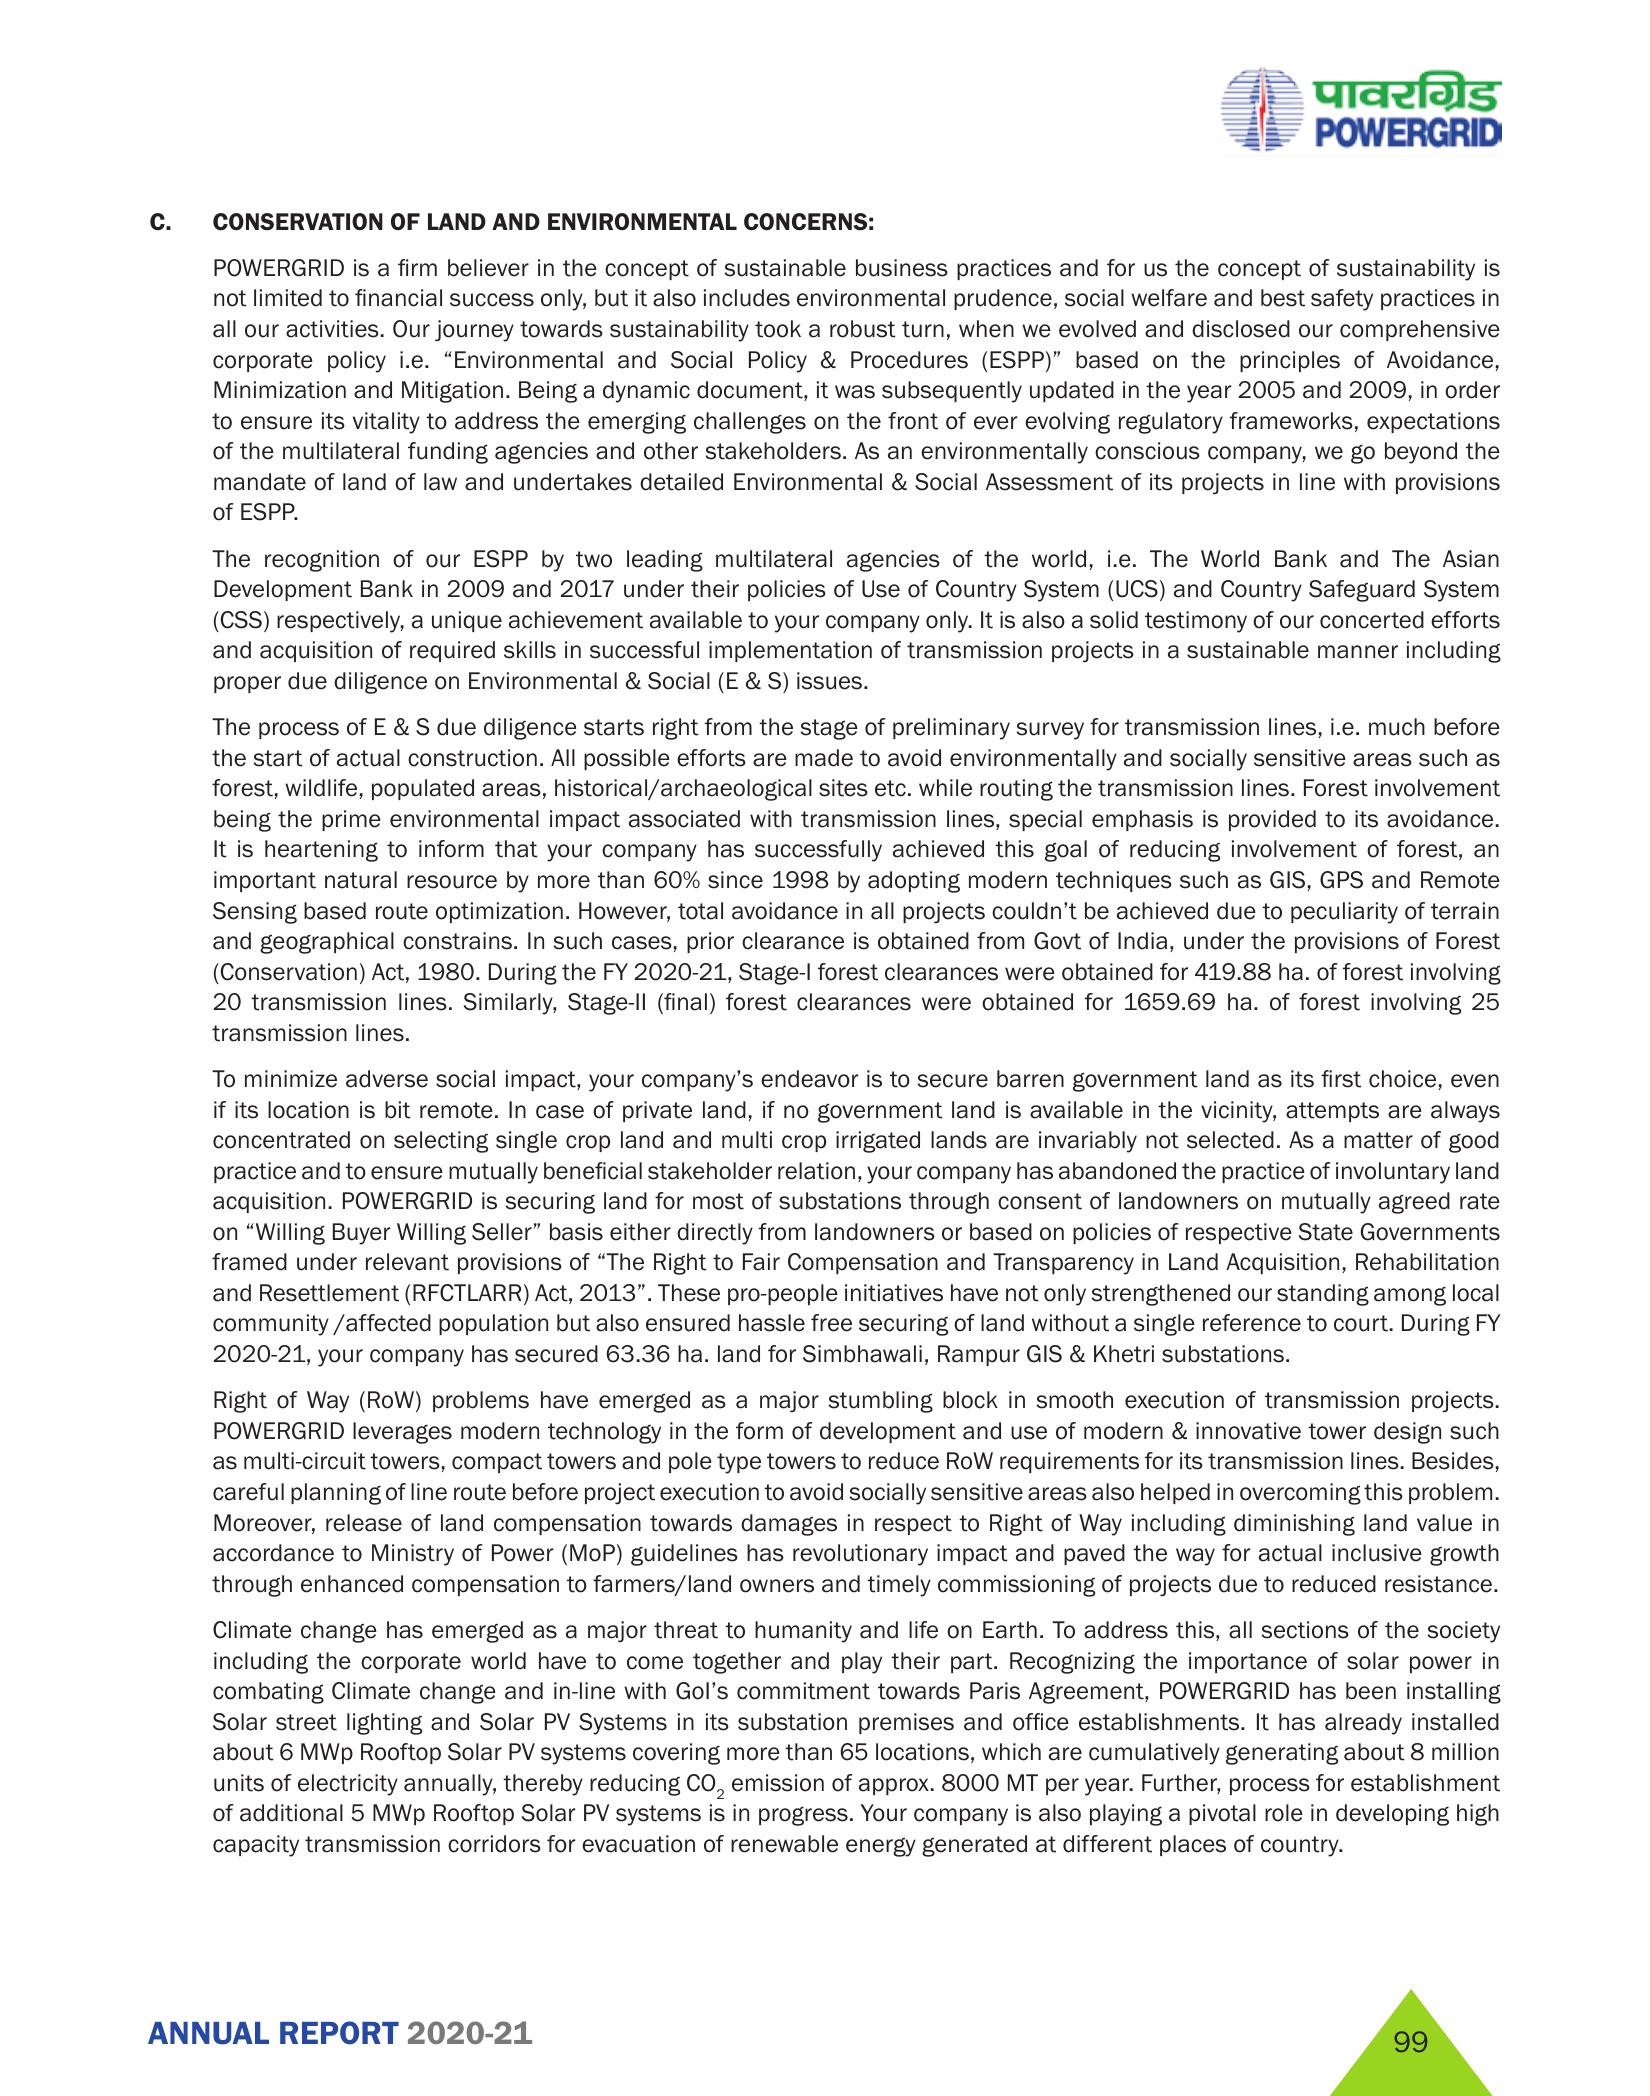 पावरग्रिड
POWERGRID
C. CONSERVATION OF LAND AND ENVIRONMENTAL CONCERNS:
POWERGRID is a firm believer in the concept of sustainable business practices and for us the concept of sustainability is
not limited to financial success only, but it also includes environmental prudence, social welfare and best safety practices in
all our activities. Our journey towards sustainability took a robust turn, when we evolved and disclosed our comprehensive
corporate policy i.e. “Environmental and Social Policy & Procedures (ESPP)” based on the principles of Avoidance,
Minimization and Mitigation. Being a dynamic document, it was subsequently updated in the year 2005 and 2009, in order
to ensure its vitality to address the emerging challenges on the front of ever evolving regulatory frameworks, expectations
of the multilateral funding agencies and other stakeholders. As an environmentally conscious company, we go beyond the
mandate of land of law and undertakes detailed Environmental & Social Assessment of its projects in line with provisions
of ESPP.
The recognition of our ESPP by two leading multilateral agencies of the world, i.e. The World Bank and The Asian
Development Bank in 2009 and 2017 under their policies of Use of Country System (UCS) and Country Safeguard System
(CSS) respectively, a unique achievement available to your company only. It is also a solid testimony of our concerted efforts
and acquisition of required skills in successful implementation of transmission projects in a sustainable manner including
proper due diligence on Environmental & Social (E & S) issues.
The process of E & S due diligence starts right from the stage of preliminary survey for transmission lines, i.e. much before
the start of actual construction. All possible efforts are made to avoid environmentally and socially sensitive areas such as
forest, wildlife, populated areas, historical/archaeological sites etc. while routing the transmission lines. Forest involvement
being the prime environmental impact associated with transmission lines, special emphasis is provided to its avoidance.
It is heartening to inform that your company has successfully achieved this goal of reducing involvement of forest, an
important natural resource by more than 60% since 1998 by adopting modern techniques such as GIS, GPS and Remote
Sensing based route optimization. However, total avoidance in all projects couldn’t be achieved due to peculiarity of terrain
and geographical constrains. In such cases, prior clearance is obtained from Govt of India, under the provisions of Forest
(Conservation) Act, 1980. During the FY 2020-21, Stage-I forest clearances were obtained for 419.88 ha. of forest involving
20 transmission lines. Similarly, Stage-II (final) forest clearances were obtained for 1659.69 ha. of forest involving 25
transmission lines.
To minimize adverse social impact, your company’s endeavor is to secure barren government land as its first choice, even
if its location is bit remote. In case of private land, if no government land is available in the vicinity, attempts are always
concentrated on selecting single crop land and multi crop irrigated lands are invariably not selected. As a matter of good
practice and to ensure mutually beneficial stakeholder relation, your company has abandoned the practice of involuntary land
acquisition. POWERGRID is securing land for most of substations through consent of landowners on mutually agreed rate
on “Willing Buyer Willing Seller” basis either directly from landowners or based on policies of respective State Governments
framed under relevant provisions of “The Right to Fair Compensation and Transparency in Land Acquisition, Rehabilitation
and Resettlement (RFCTLARR) Act, 2013”. These pro-people initiatives have not only strengthened our standing among local
community /affected population but also ensured hassle free securing of land without a single reference to court. During FY
2020-21, your company has secured 63.36 ha. land for Simbhawali, Rampur GIS & Khetri substations.
Right of Way (RoW) problems have emerged as a major stumbling block in smooth execution of transmission projects.
POWERGRID leverages modern technology in the form of development and use of modern & innovative tower design such
as multi-circuit towers, compact towers and pole type towers to reduce RoW requirements for its transmission lines. Besides,
careful planning of line route before project execution to avoid socially sensitive areas also helped in overcoming this problem.
Moreover, release of land compensation towards damages in respect to Right of Way including diminishing land value in
accordance to Ministry of Power (MoP) guidelines has revolutionary impact and paved the way for actual inclusive growth
through enhanced compensation to farmers/land owners and timely commissioning of projects due to reduced resistance.
Climate change has emerged as a major threat to humanity and life on Earth. To address this, all sections of the society
including the corporate world have to come together and play their part. Recognizing the importance of solar power in
combating Climate change and in-line with GoI’s commitment towards Paris Agreement, POWERGRID has been installing
Solar street lighting and Solar PV Systems in its substation premises and office establishments. It has already installed
about 6 MWp Rooftop Solar PV systems covering more than 65 locations, which are cumulatively generating about 8 million
units of electricity annually, thereby reducing CO₂ emission of approx. 8000 MT per year. Further, process for establishment
of additional 5 MWp Rooftop Solar PV systems is in progress. Your company is also playing a pivotal role in developing high
capacity transmission corridors for evacuation of renewable energy generated at different places of country.
ANNUAL REPORT 2020-21
99